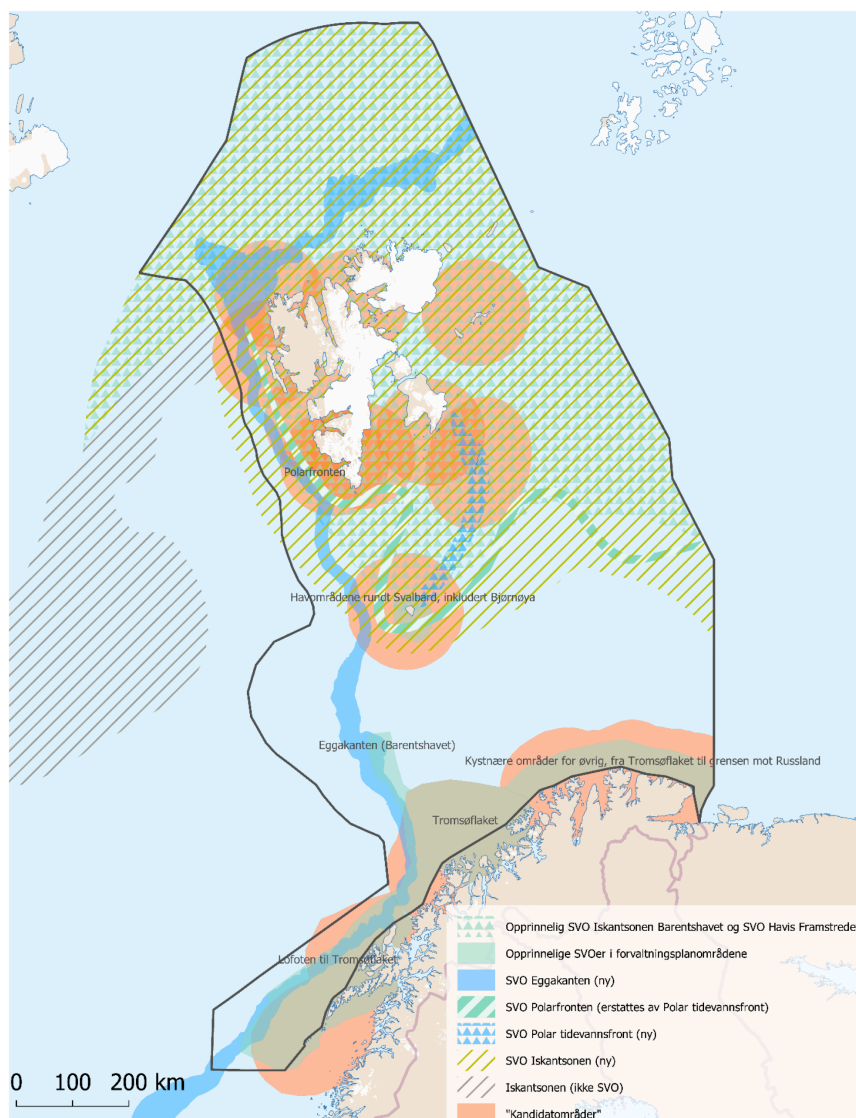 Polarfronten
Havområdene rundt Svalbard, inkludert Bjørnøya
Eggakanten (Barentshavet)
Kystnære områder for øvrig, fra Tromsøflaket til grensen mot Russland
Tromsøflaket
Lofoten til Tromsøflaket
Opprinnelig SVO Iskantsonen Barentshavet og SVO Havis Framstredet
Opprinnelige SVOer i forvaltningsplanområdene
SVO Eggakanten (ny)
SVO Polarfronten (erstattes av Polar tidevannsfront)
SVO Polar tidevannsfront (ny)
SVO Iskantsonen (ny)
Iskantsonen (ikke SVO)
"Kandidatområder"
0 100 200 km